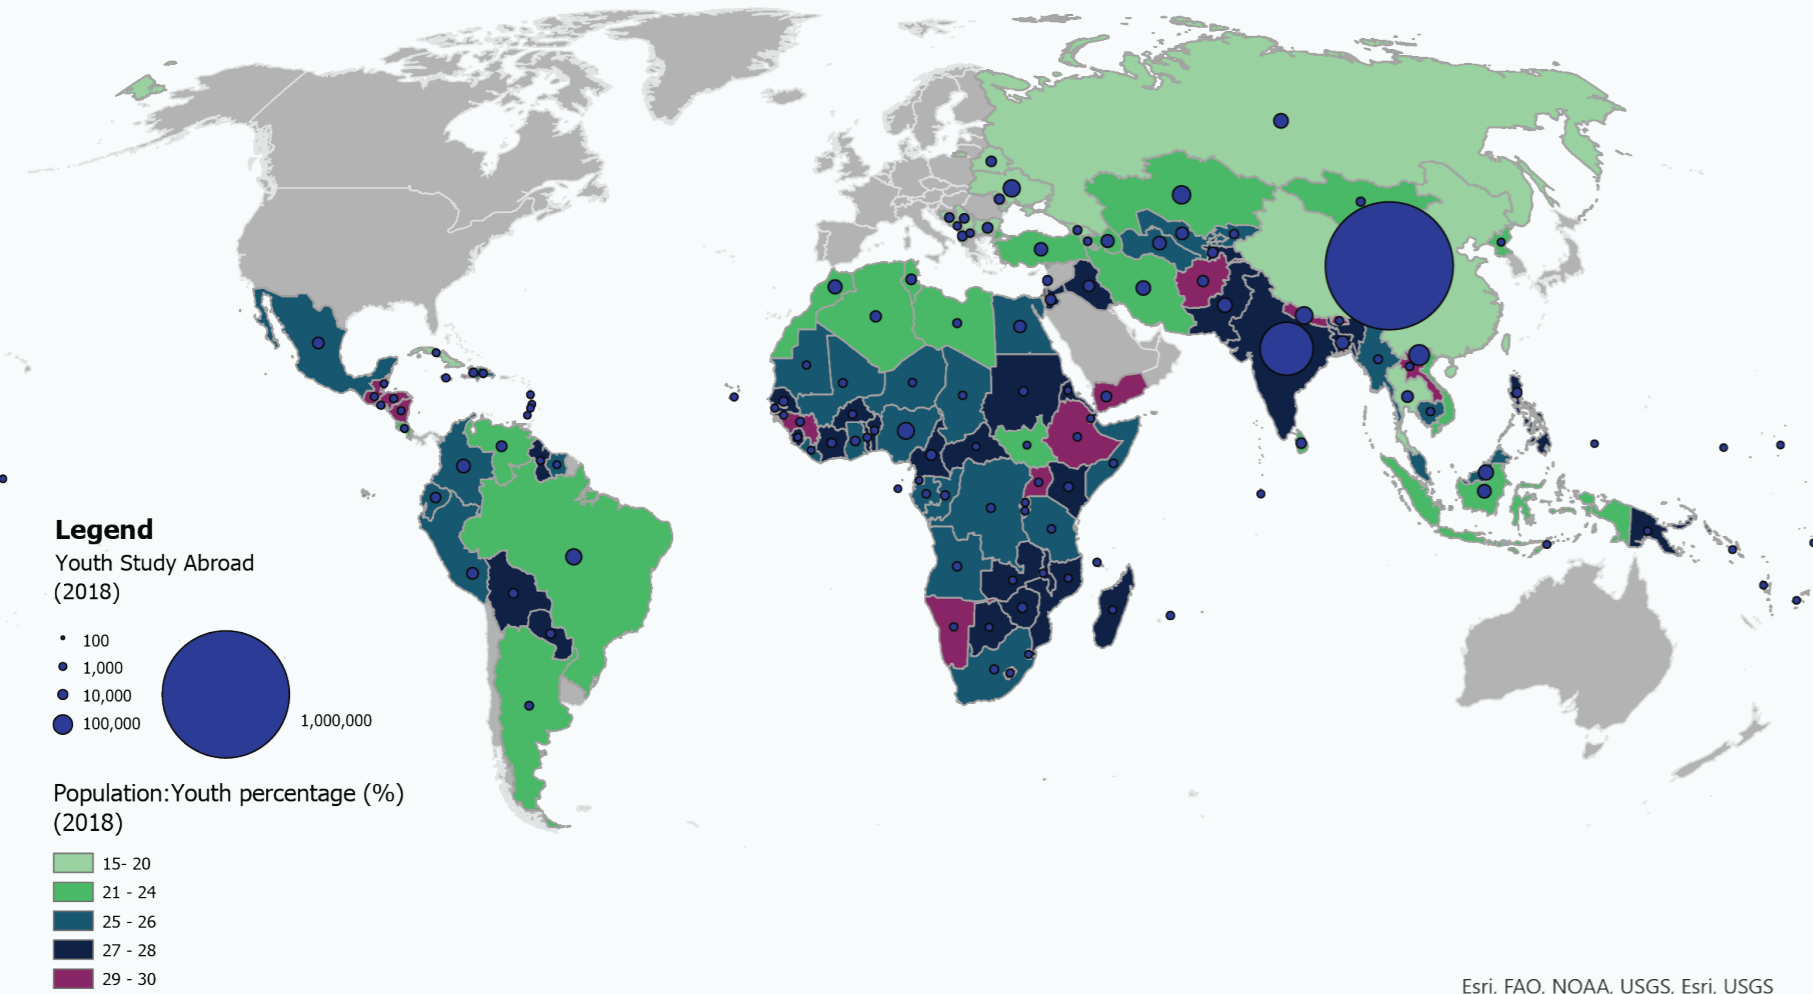 Legend
Youth Study Abroad
(2018)
100
1,000
10,000
100,000
1,000,000
Population:Youth percentage (%)
(2018)
15- 20
21 - 24
25 - 26
27 - 28
29 - 30
Esri, FAO, NOAA, USGS, Esri, USGS